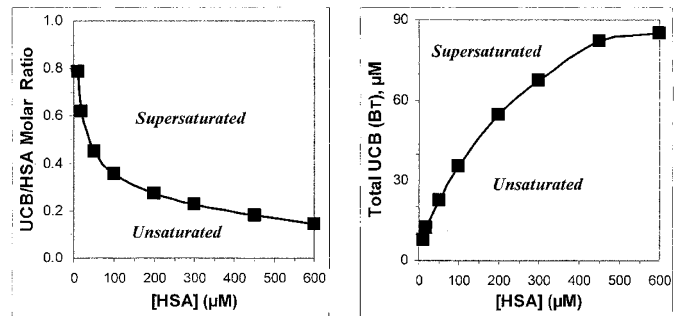 UCB/HSA Molar Ratio
1.0
0.8
0.6
0.4
0.2
0.0
Supersaturated
Unsaturated
0 100 200 300 400 500 600
[HSA] (µM)
Total UCB (BT), µM
90
60
30
0
Supersaturated
Unsaturated
0 100 200 300 400 500 600
[HSA] (µM)